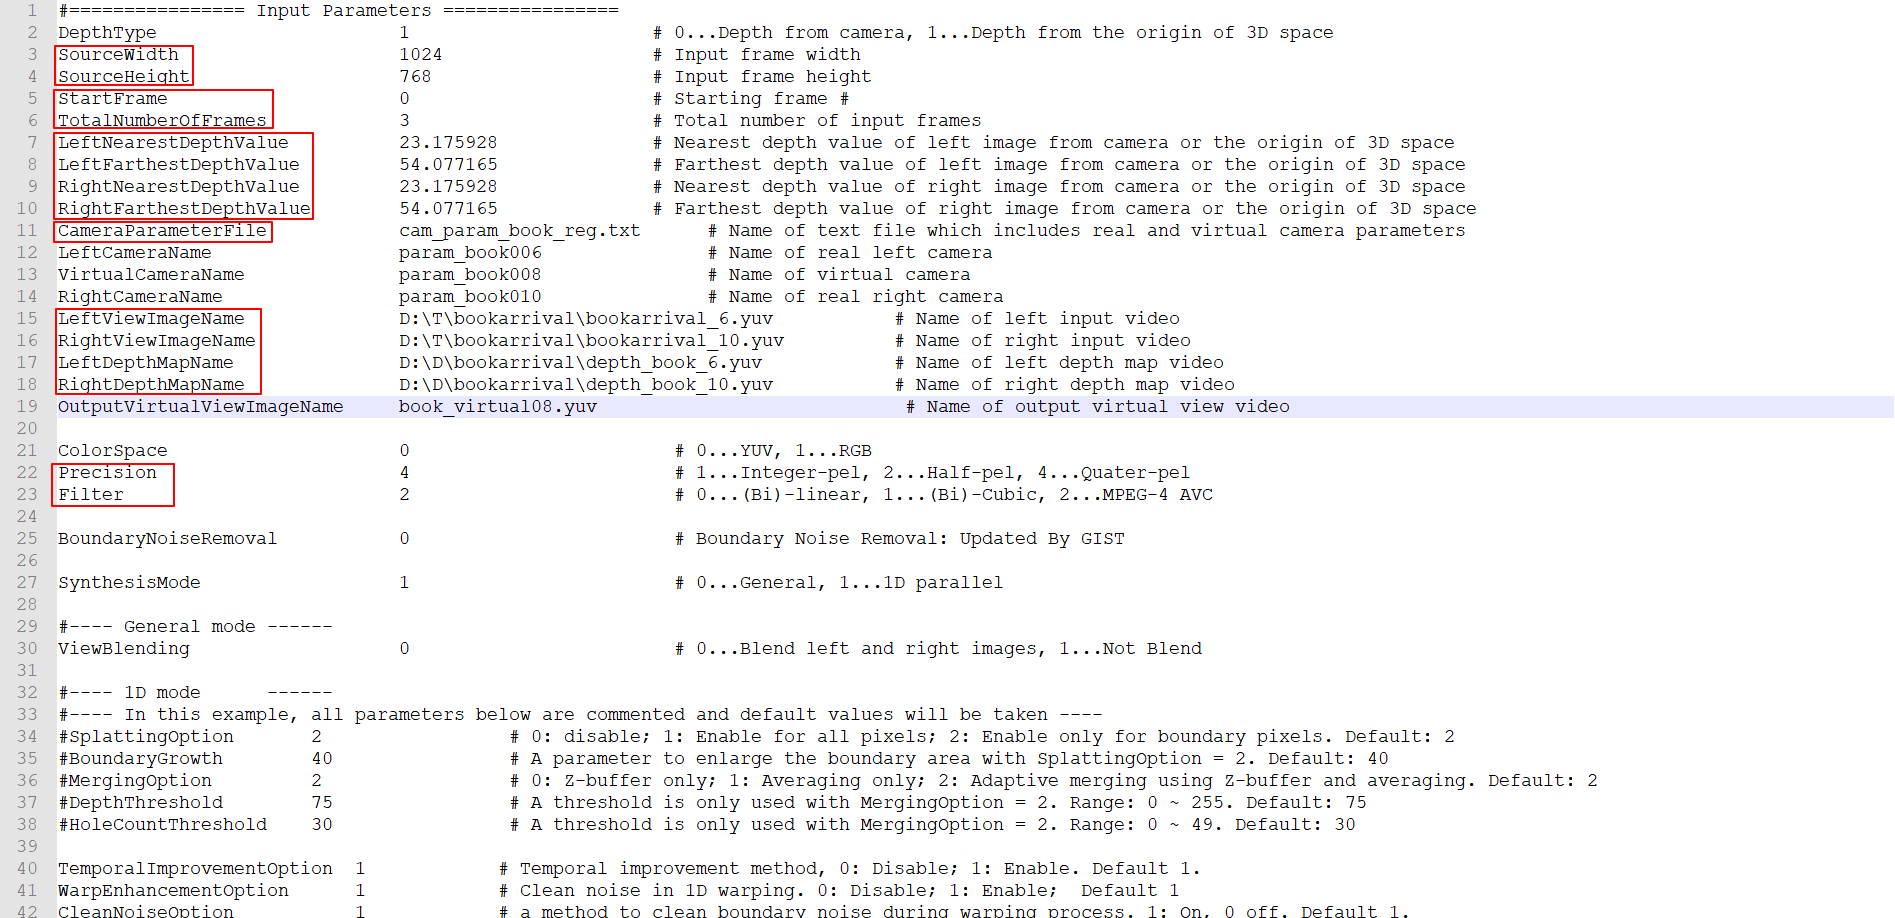 1 #================ Input Parameters ================
2 DepthType 1 # 0...Depth from camera, 1...Depth from the origin of 3D space
3 SourceWidth 1024 # Input frame width
4 SourceHeight 768 # Input frame height
5 StartFrame 0 # Starting frame #
6 TotalNumberOfFrames 3 # Total number of input frames
7 LeftNearestDepthValue 23.175928 # Nearest depth value of left image from camera or the origin of 3D space
8 LeftFarthestDepthValue 54.077165 # Farthest depth value of left image from camera or the origin of 3D space
9 RightNearestDepthValue 23.175928 # Nearest depth value of right image from camera or the origin of 3D space
10 RightFarthestDepthValue 54.077165 # Farthest depth value of right image from camera or the origin of 3D space
11 CameraParameterFile cam_param_book_reg.txt # Name of text file which includes real and virtual camera parameters
12 LeftCameraName param_book006 # Name of real left camera
13 VirtualCameraName param_book008 # Name of virtual camera
14 RightCameraName param_book010 # Name of real right camera
15 LeftViewImageName D:\T\bookarrival\bookarrival_6.yuv # Name of left input video
16 RightViewImageName D:\T\bookarrival\bookarrival_10.yuv # Name of right input video
17 LeftDepthMapName D:\D\bookarrival\depth_book_6.yuv # Name of left depth map video
18 RightDepthMapName D:\D\bookarrival\depth_book_10.yuv # Name of right depth map video
19 OutputVirtualViewImageName book_virtual08.yuv # Name of output virtual view video
20
21 ColorSpace 0 # 0...YUV, 1...RGB
22 Precision 4 # 1...Integer-pel, 2...Half-pel, 4...Quater-pel
23 Filter 2 # 0...(Bi)-linear, 1...(Bi)-Cubic, 2...MPEG-4 AVC
24
25 BoundaryNoiseRemoval 0 # Boundary Noise Removal: Updated By GIST
26
27 SynthesisMode 1 # 0...General, 1...1D parallel
28
29 #---- General mode ------
30 ViewBlending 0 # 0...Blend left and right images, 1...Not Blend
31
32 #---- 1D mode ------
33 #---- In this example, all parameters below are commented and default values will be taken ----
34 #SplattingOption 2 # 0: disable; 1: Enable for all pixels; 2: Enable only for boundary pixels. Default: 2
35 #BoundaryGrowth 40 # A parameter to enlarge the boundary area with SplattingOption = 2. Default: 40
36 #MergingOption 2 # 0: Z-buffer only; 1: Averaging only; 2: Adaptive merging using Z-buffer and averaging. Default: 2
37 #DepthThreshold 75 # A threshold is only used with MergingOption = 2. Range: 0 ~ 255. Default: 75
38 #HoleCountThreshold 30 # A threshold is only used with MergingOption = 2. Range: 0 ~ 49. Default: 30
39
40 TemporalImprovementOption 1 # Temporal improvement method, 0: Disable; 1: Enable. Default 1.
41 WarpEnhancementOption 1 # Clean noise in 1D warping. 0: Disable; 1: Enable; Default 1
42 CleanNoiseOption 1 # a method to clean boundary noise during warping process. 1: On, 0 off. Default 1.